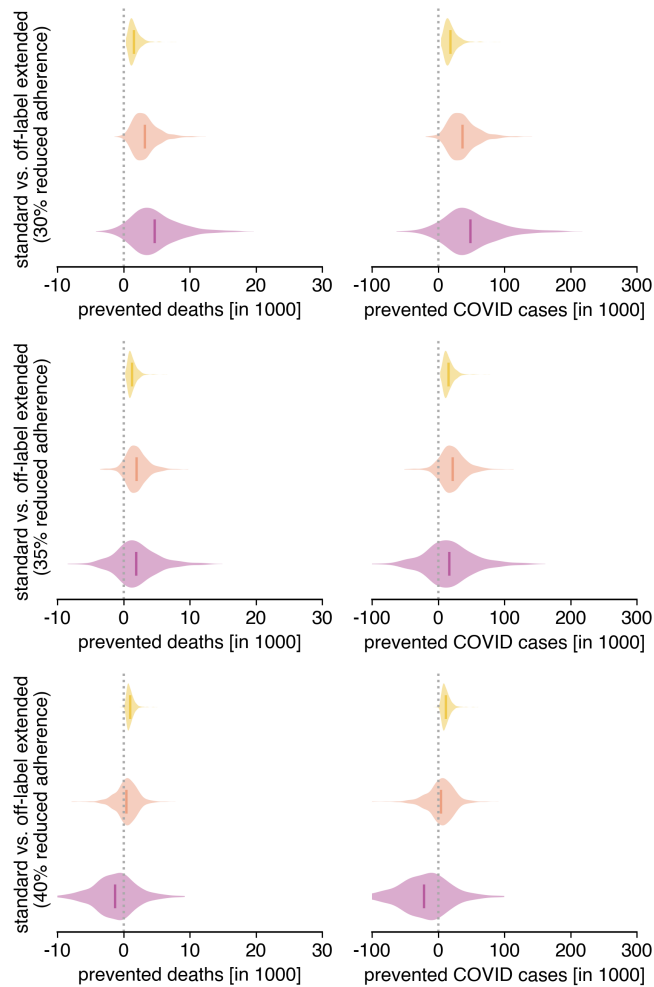 standard vs. off-label extended
(30% reduced adherence)
-10 0 10 20 30
prevented deaths [in 1000]
-100 0 100 200 300
prevented COVID cases [in 1000]
standard vs. off-label extended
(35% reduced adherence)
-10 0 10 20 30
prevented deaths [in 1000]
-100 0 100 200 300
prevented COVID cases [in 1000]
standard vs. off-label extended
(40% reduced adherence)
-10 0 10 20 30
prevented deaths [in 1000]
-100 0 100 200 300
prevented COVID cases [in 1000]